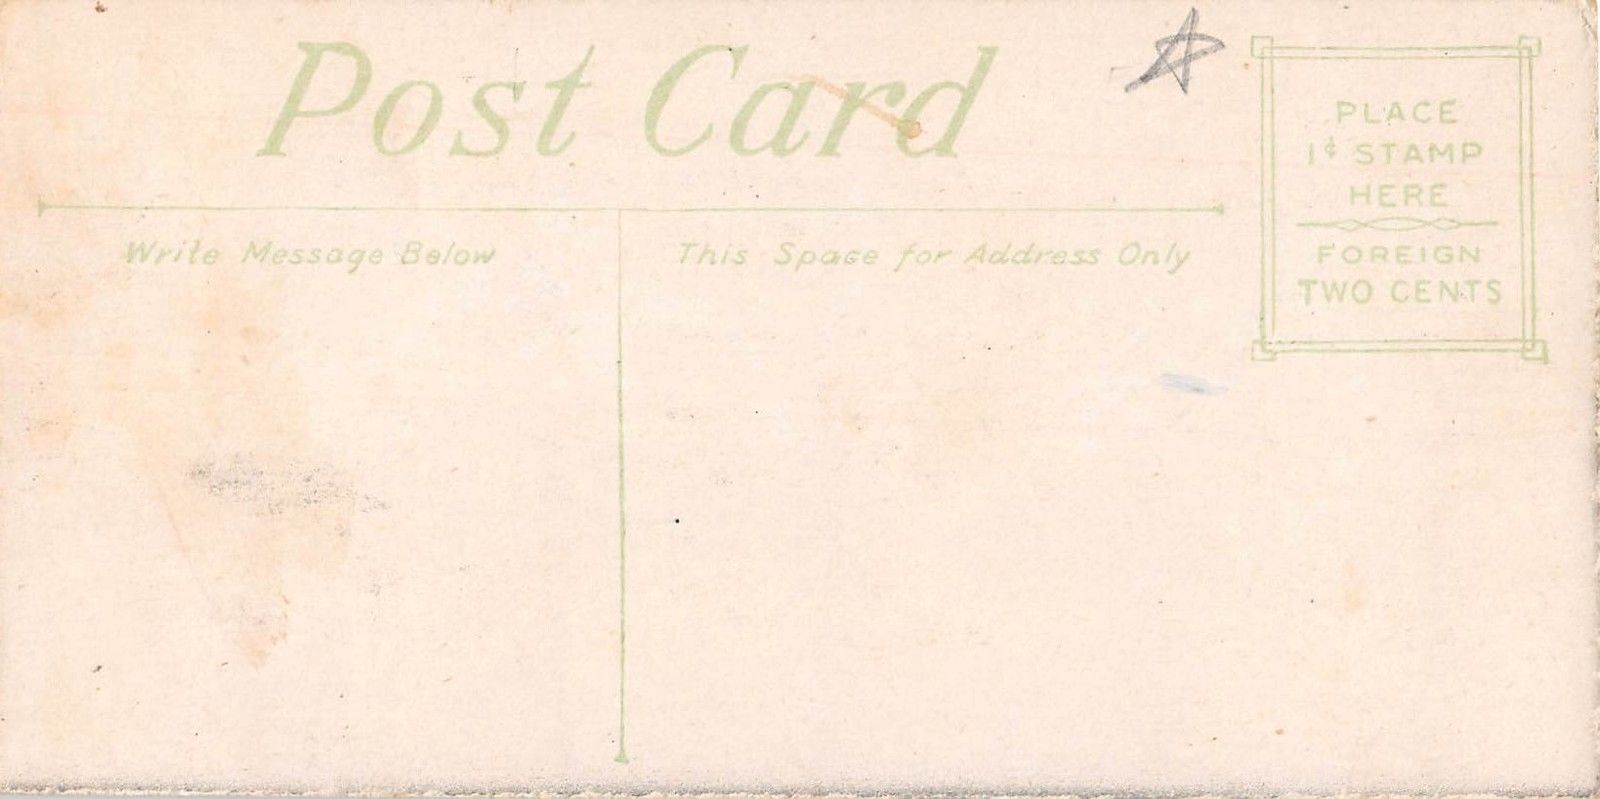 Post Card
PLACE
1¢ STAMP
HERE
FOREIGN
TWO CENTS
Write Message Below
This Space for Address Only